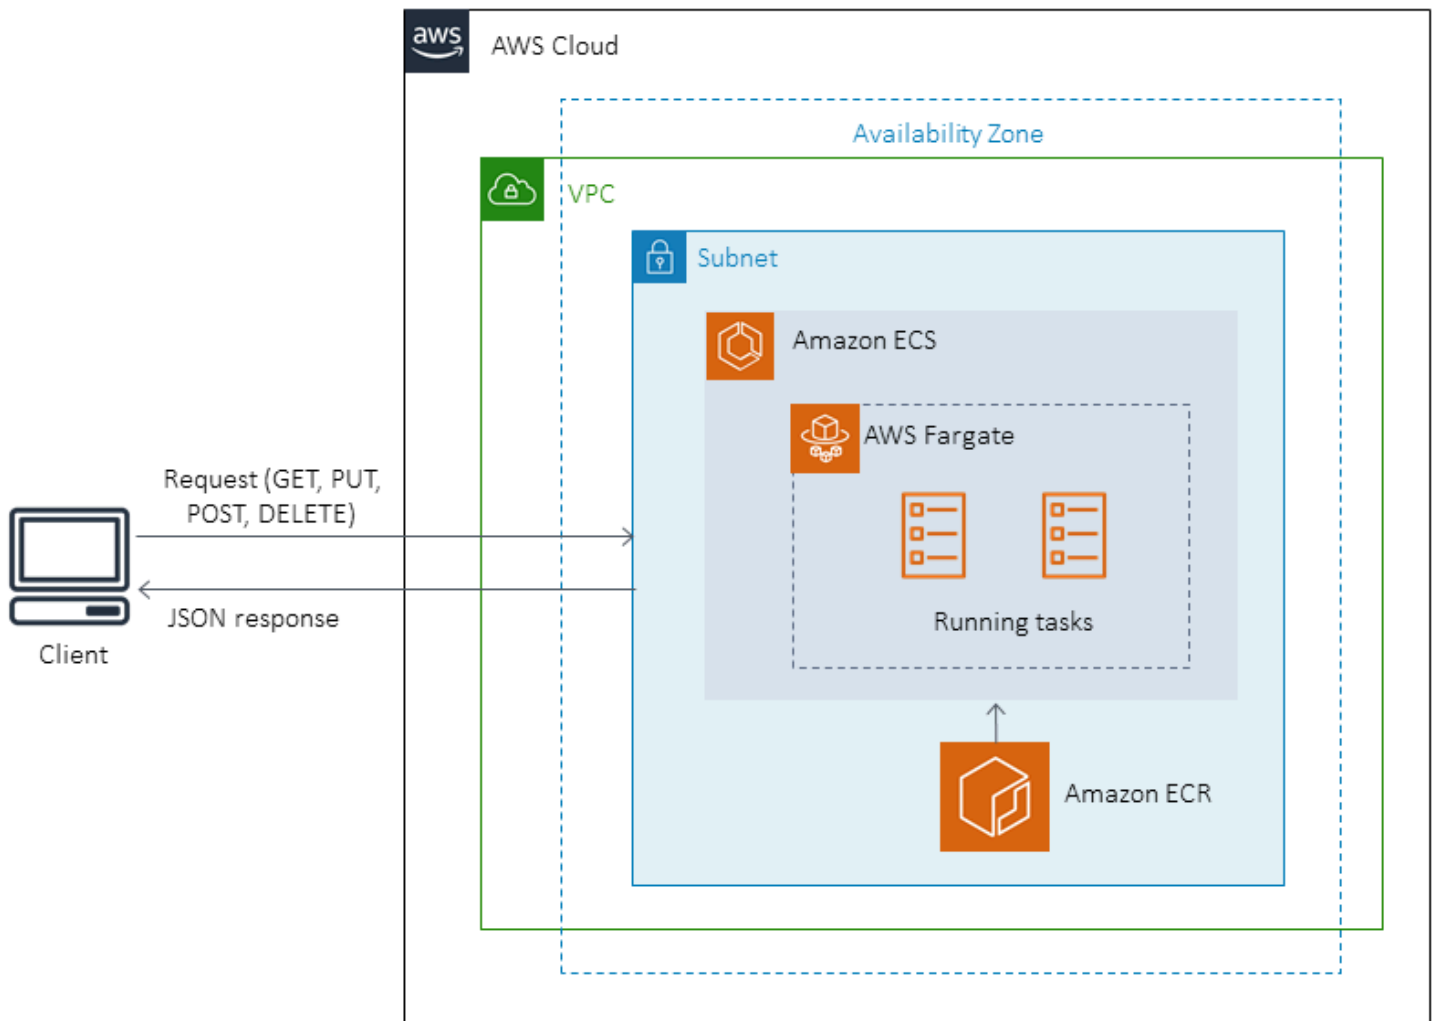 aws
AWS Cloud
Availability Zone
VPC
Subnet
Amazon ECS
AWS Fargate
Request (GET, PUT,
POST, DELETE)
JSON response
Client
Running tasks
Amazon ECR